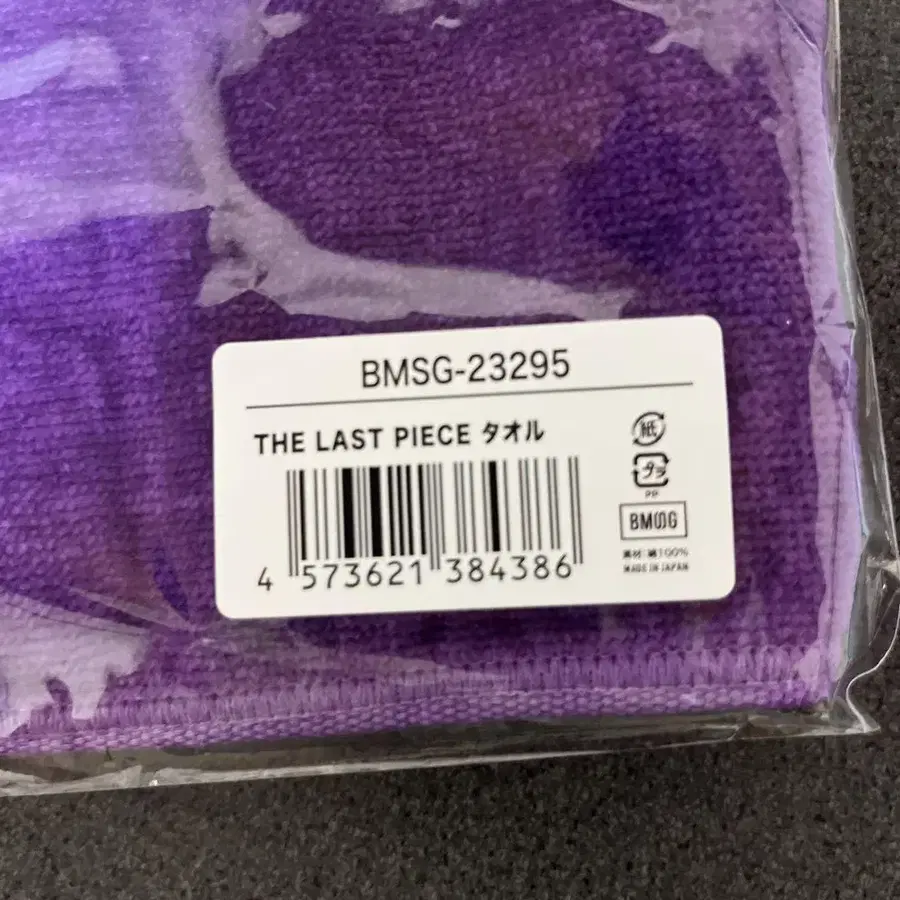 BMSG-23295
THE LAST PIECE タオル
紙
プラ
PP
BMSG
4 573621 384386
素材:綿100%
MADE IN JAPAN